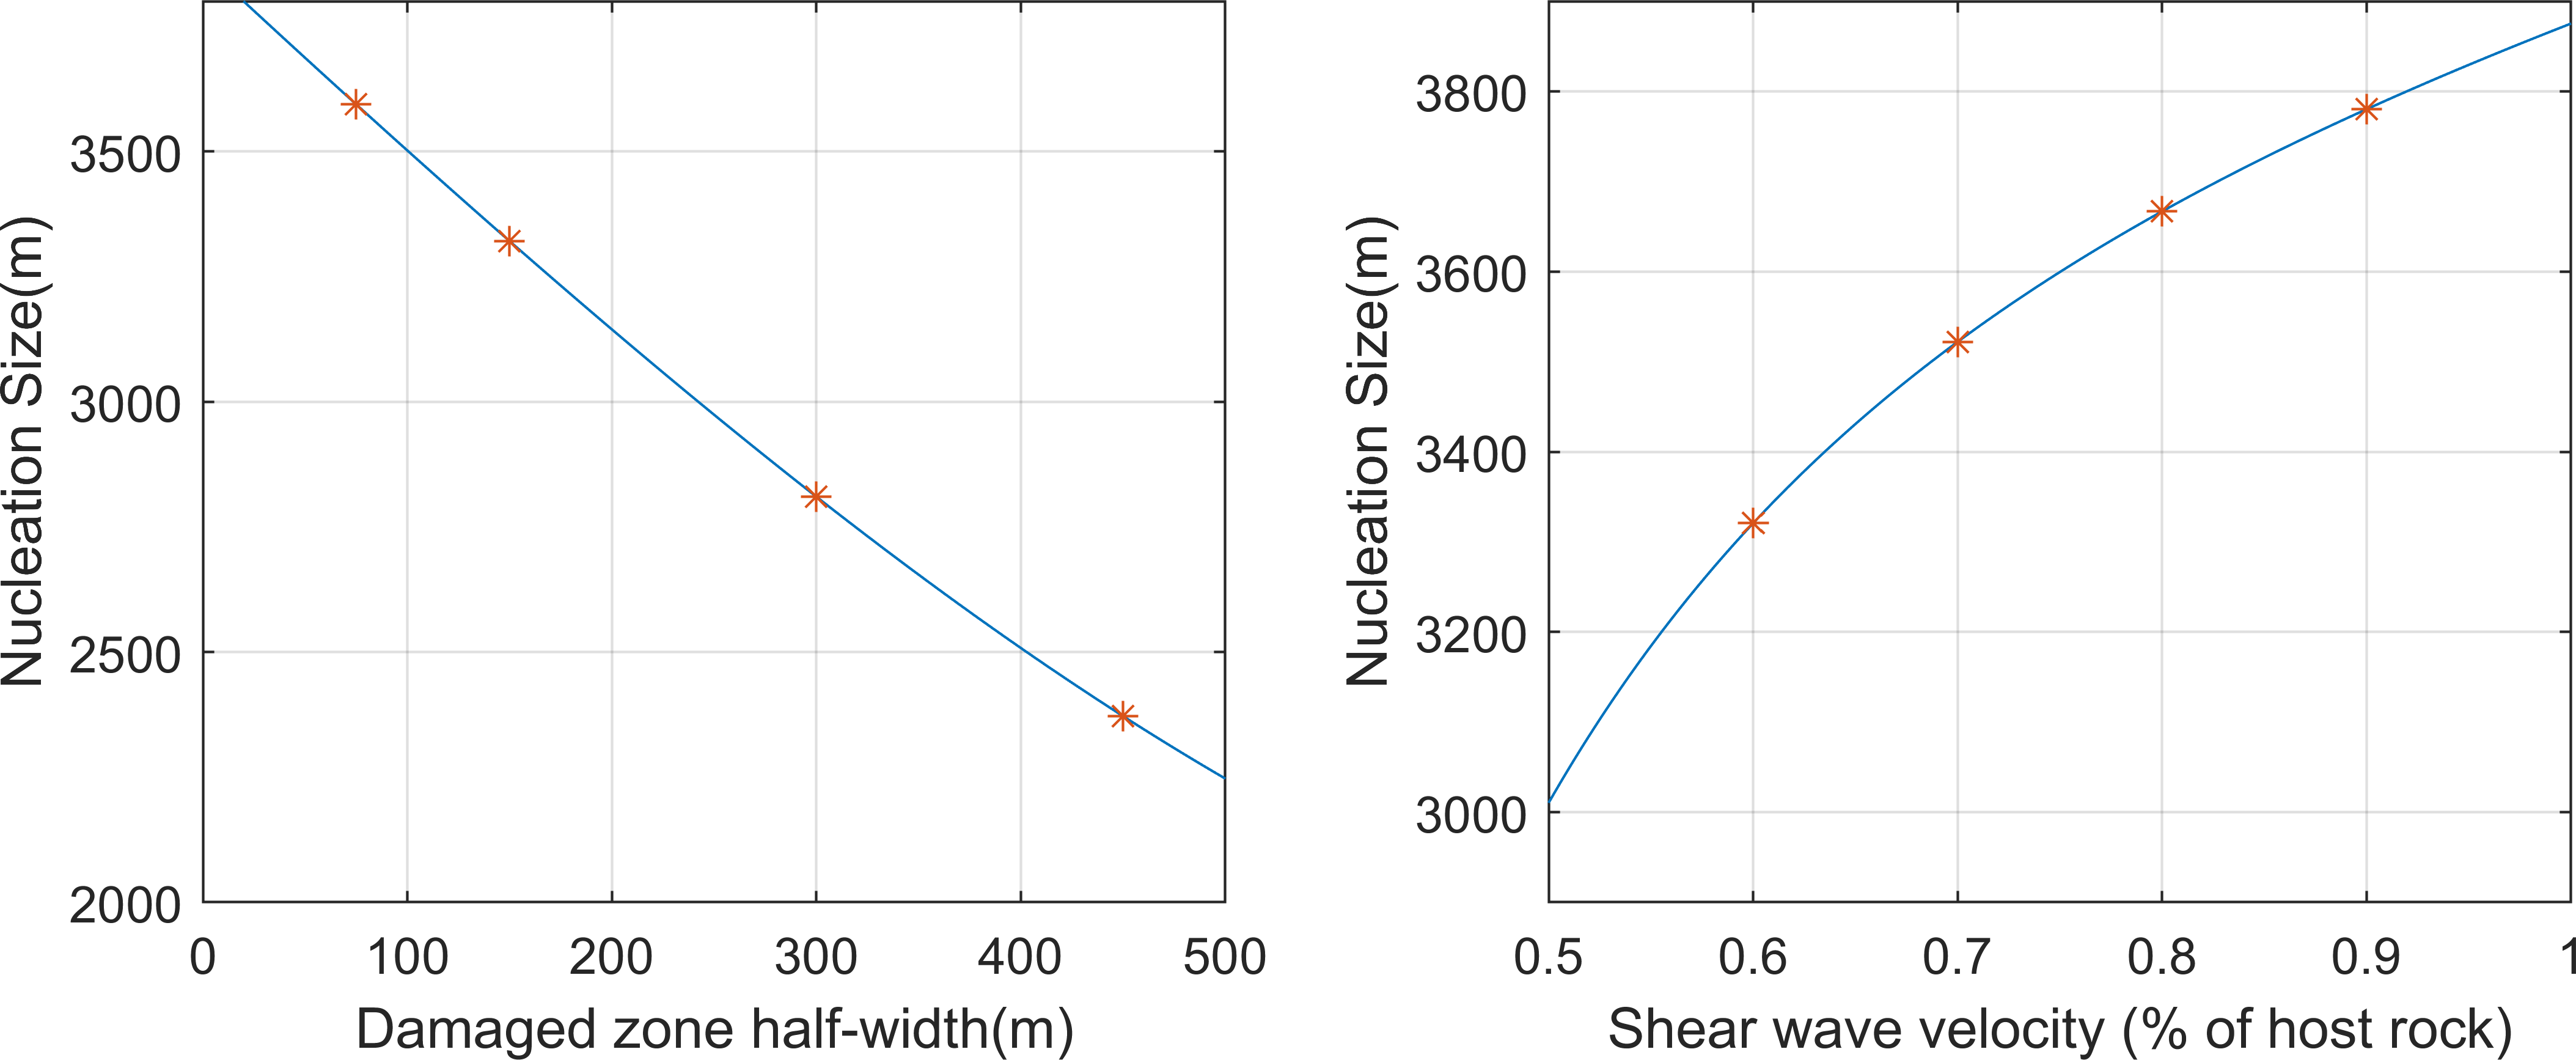 Nucleation Size(m)
3500
3000
2500
2000
0 100 200 300 400 500
Damaged zone half-width(m)
Nucleation Size(m)
3800
3600
3400
3200
3000
0.5 0.6 0.7 0.8 0.9 1
Shear wave velocity (% of host rock)